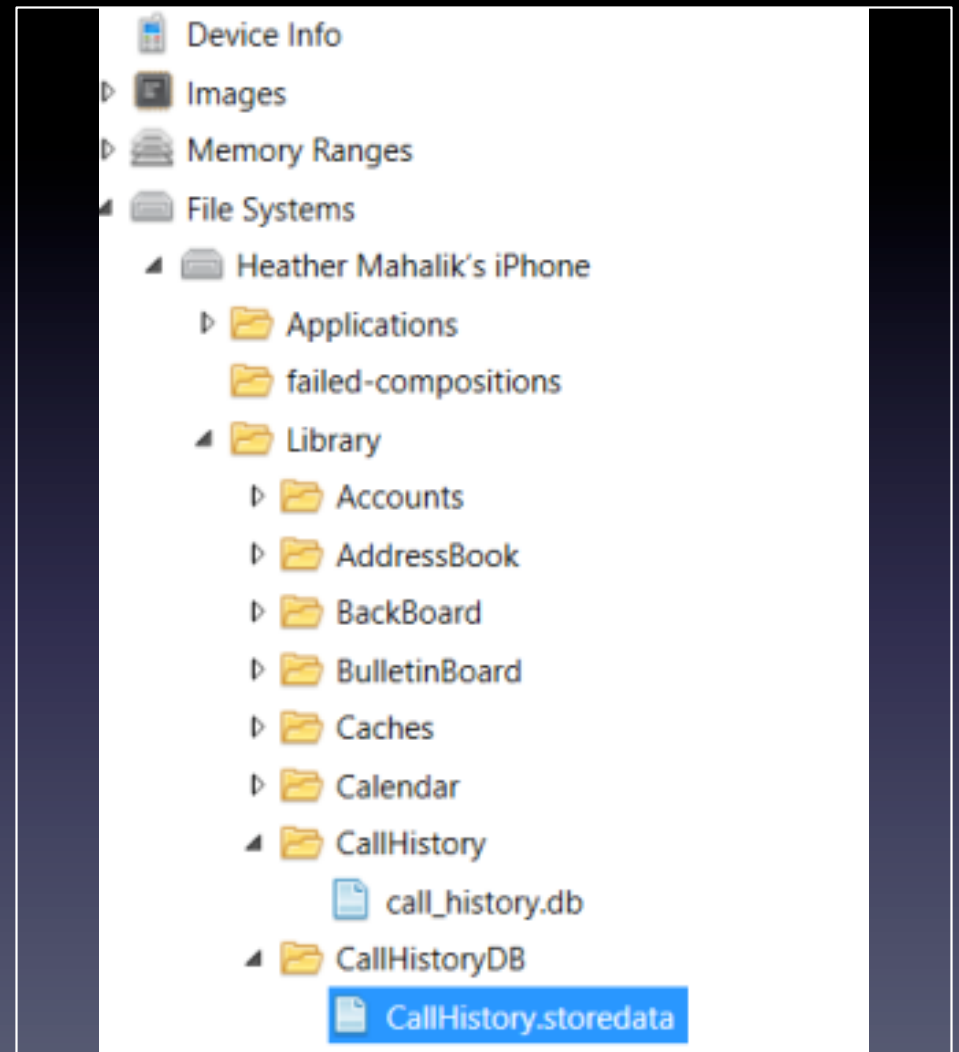 Device Info
Images
Memory Ranges
File Systems
Heather Mahalik's iPhone
Applications
failed-compositions
Library
Accounts
AddressBook
BackBoard
BulletinBoard
Caches
Calendar
CallHistory
call_history.db
CallHistoryDB
CallHistory.storedata